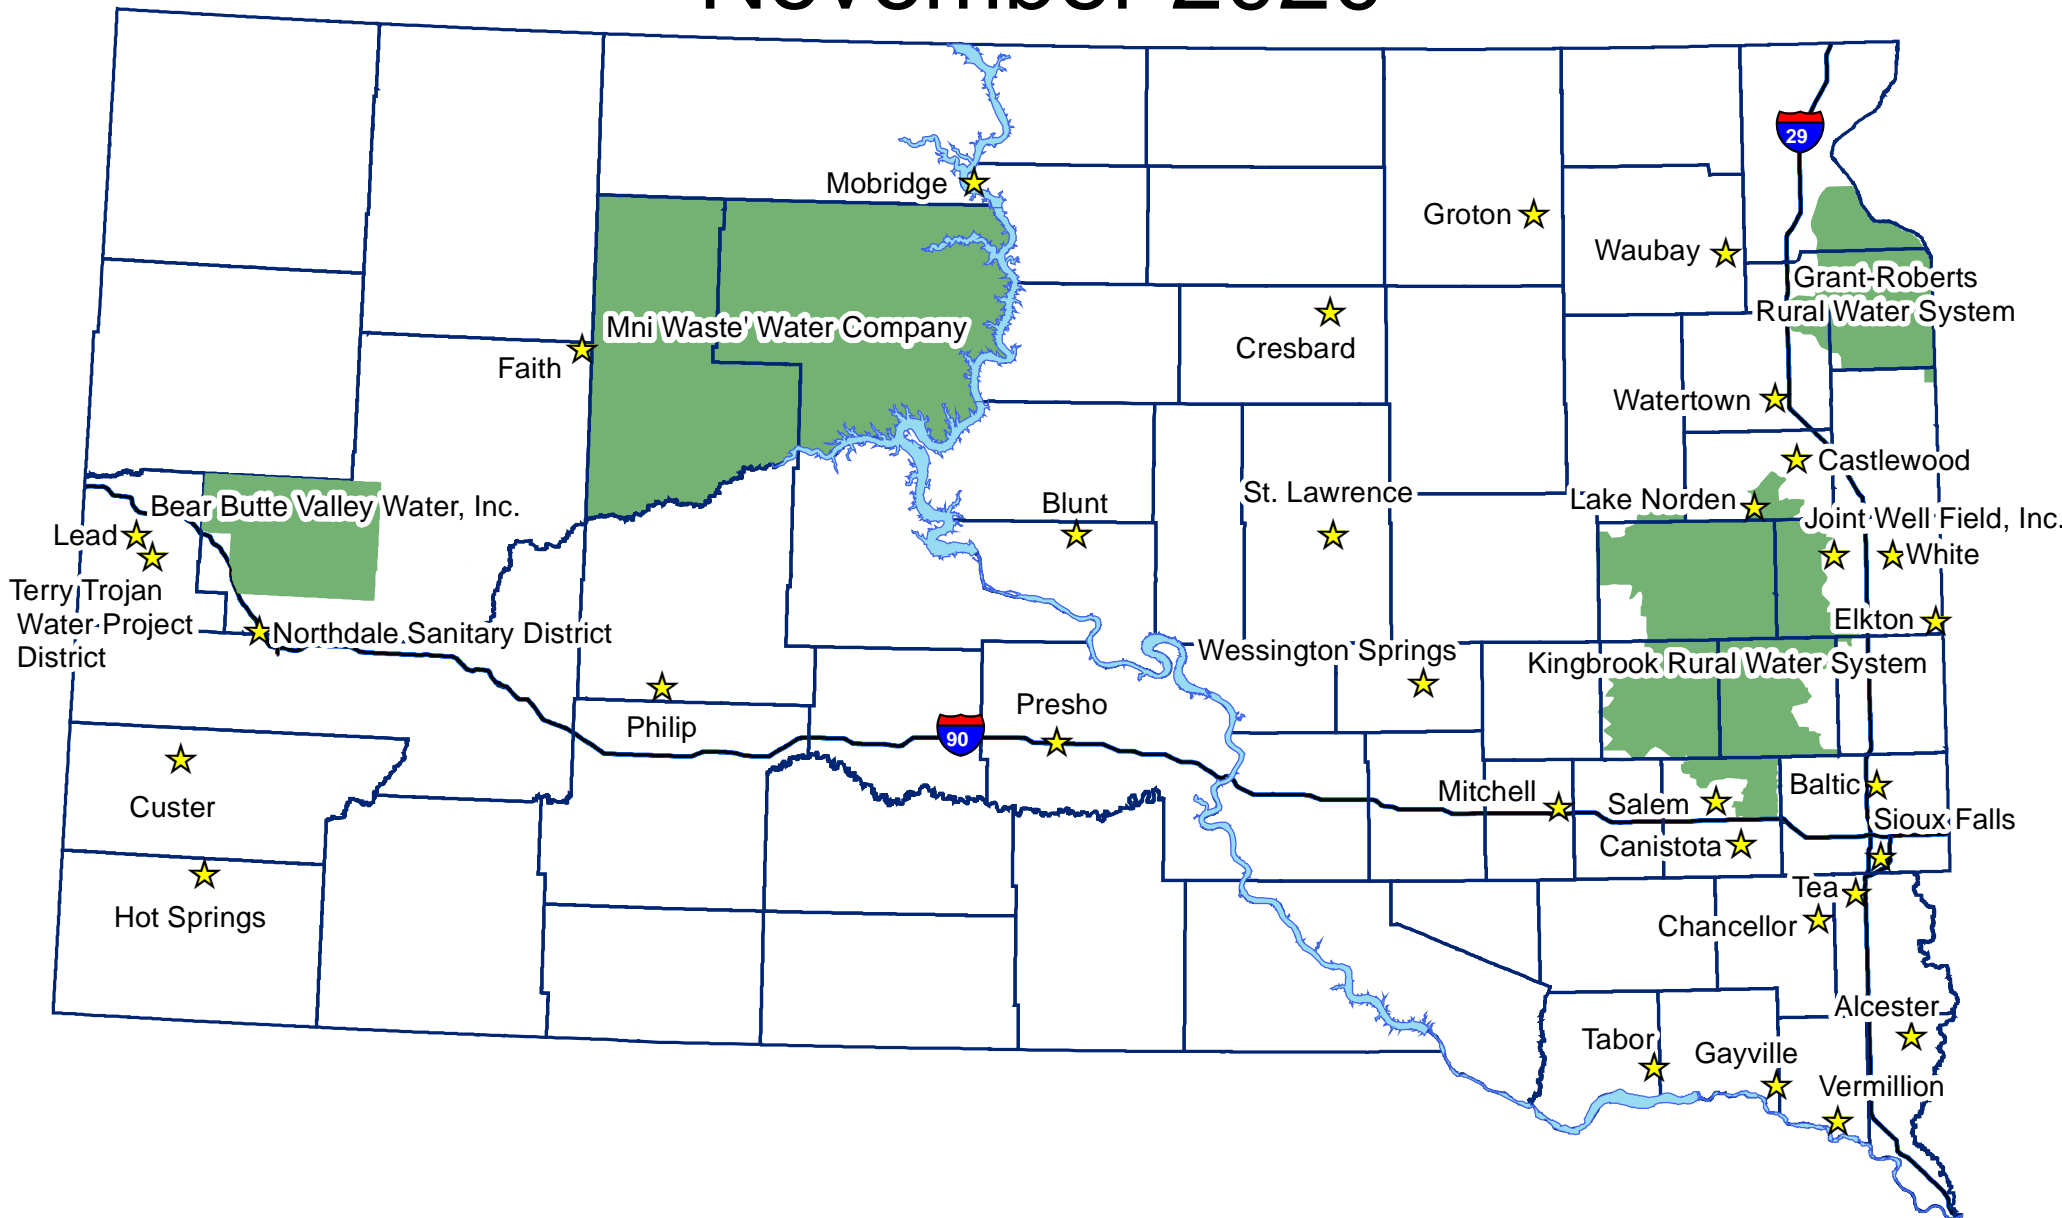 November 2020
29
Mobridge
Groton
Waubay
Grant-Roberts
Rural Water System
Mni Waste' Water Company
Cresbard
Faith
Watertown
Castlewood
Bear Butte Valley Water, Inc.
Blunt
St. Lawrence
Lake Norden
Joint Well Field, Inc.
Lead
White
Terry Trojan
Water Project
District
Northdale Sanitary District
Elkton
Wessington Springs
Kingbrook Rural Water System
Philip
90
Presho
Custer
Mitchell
Salem
Baltic
Sioux Falls
Canistota
Hot Springs
Tea
Chancellor
Alcester
Tabor
Gayville
Vermillion